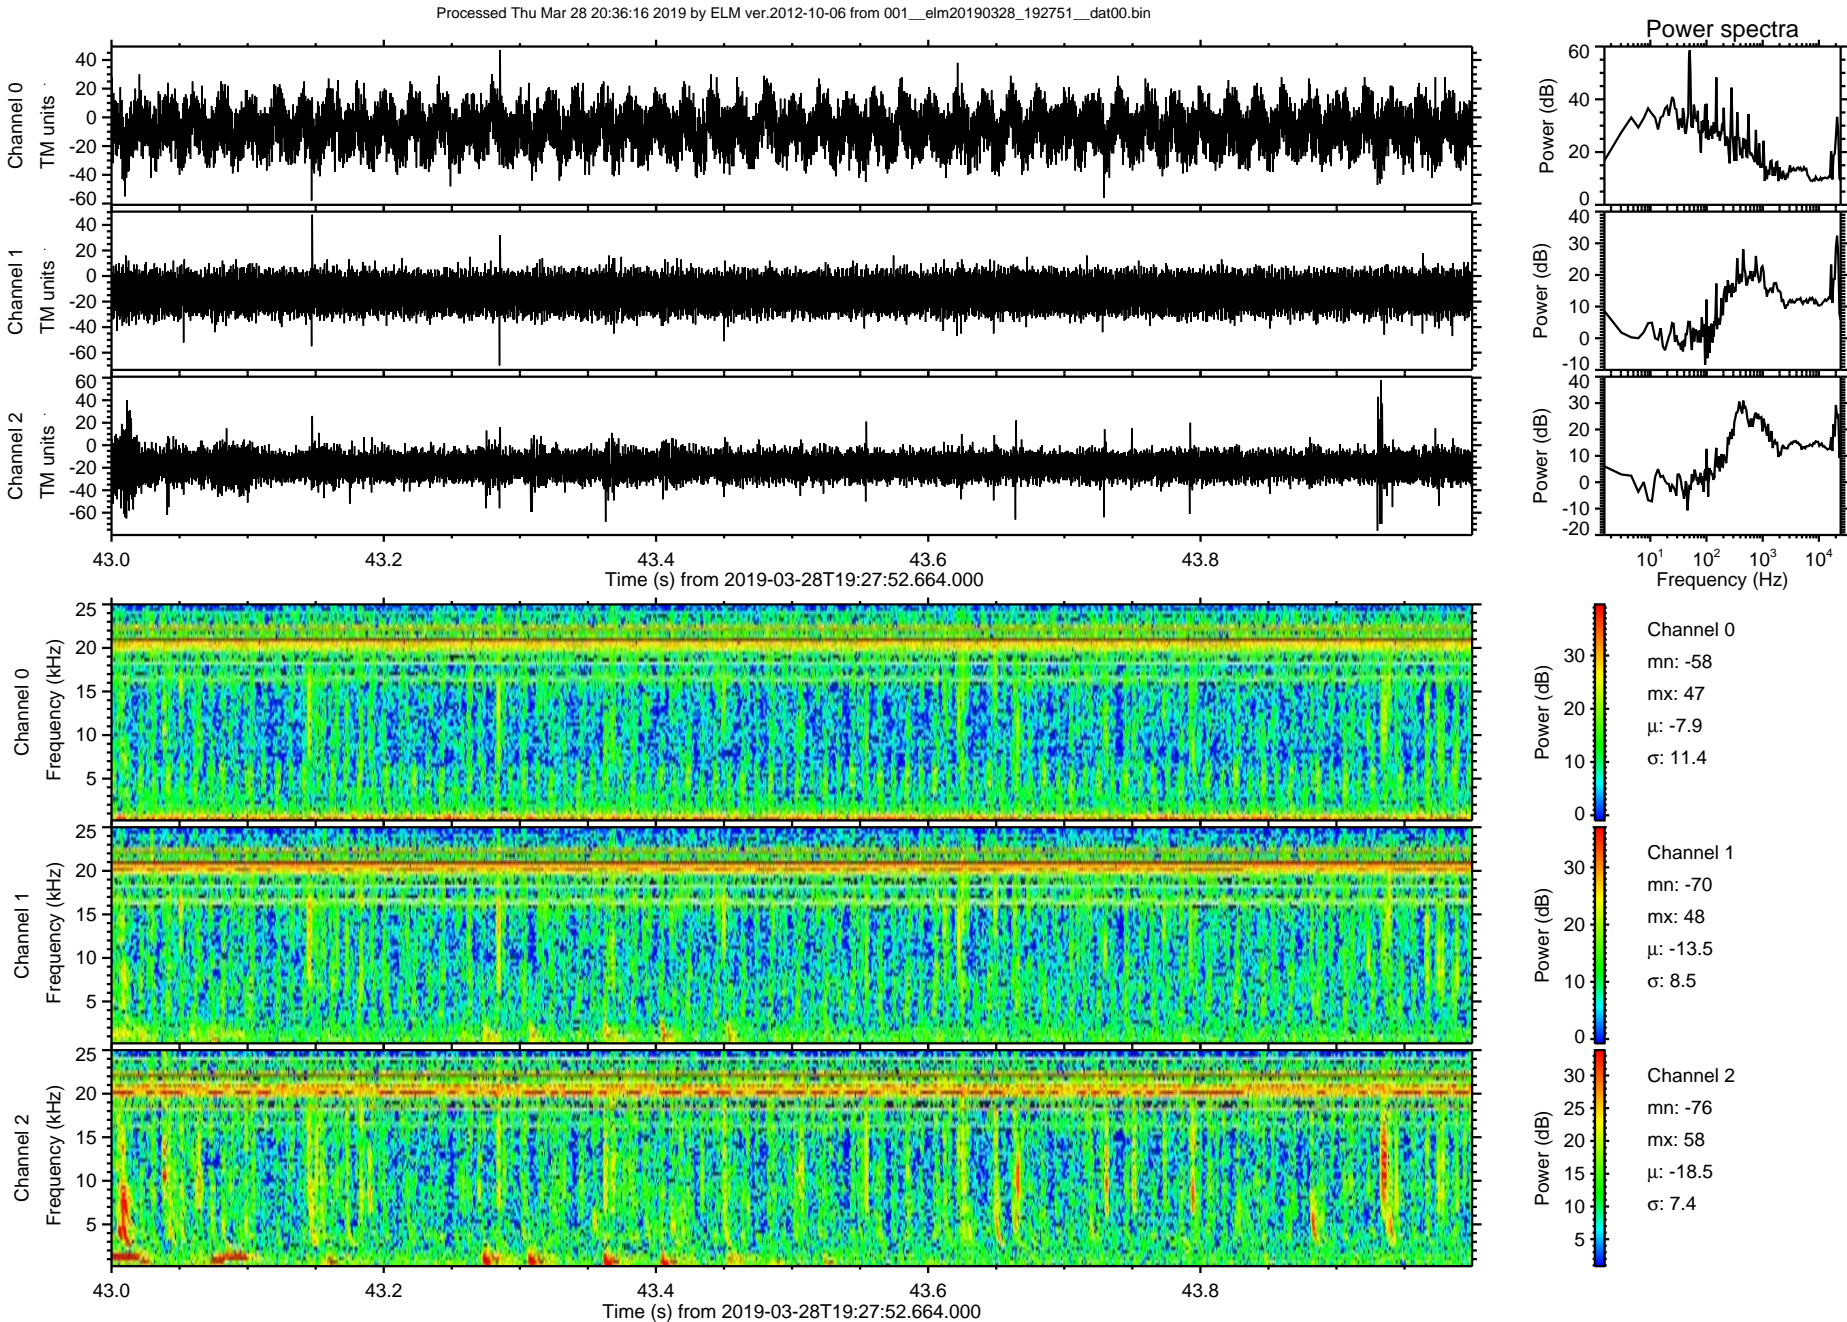 Processed Thu Mar 28 20:36:16 2019 by ELM ver.2012-10-06 from 001__elm20190328_192751__dat00.bin
Power spectra
Channel 0
TM units
40
20
0
-20
-40
-60
Power (dB)
60
40
20
0
Channel 1
TM units
40
20
0
-20
-40
-60
Power (dB)
40
30
20
10
0
-10
Channel 2
TM units
60
40
20
0
-20
-40
-60
Power (dB)
40
30
20
10
0
-10
-20
43.0 43.2 43.4 43.6 43.8
Time (s) from 2019-03-28T19:27:52.664.000
10¹ 10² 10³ 10⁴
Frequency (Hz)
Channel 0
Frequency (kHz)
25
20
15
10
5
Power (dB)
30
20
10
0
Channel 0
mn: -58
mx: 47
μ: -7.9
σ: 11.4
Channel 1
Frequency (kHz)
25
20
15
10
5
Power (dB)
30
20
10
0
Channel 1
mn: -70
mx: 48
μ: -13.5
σ: 8.5
Channel 2
Frequency (kHz)
25
20
15
10
5
Power (dB)
30
25
20
15
10
5
Channel 2
mn: -76
mx: 58
μ: -18.5
σ: 7.4
43.0 43.2 43.4 43.6 43.8
Time (s) from 2019-03-28T19:27:52.664.000